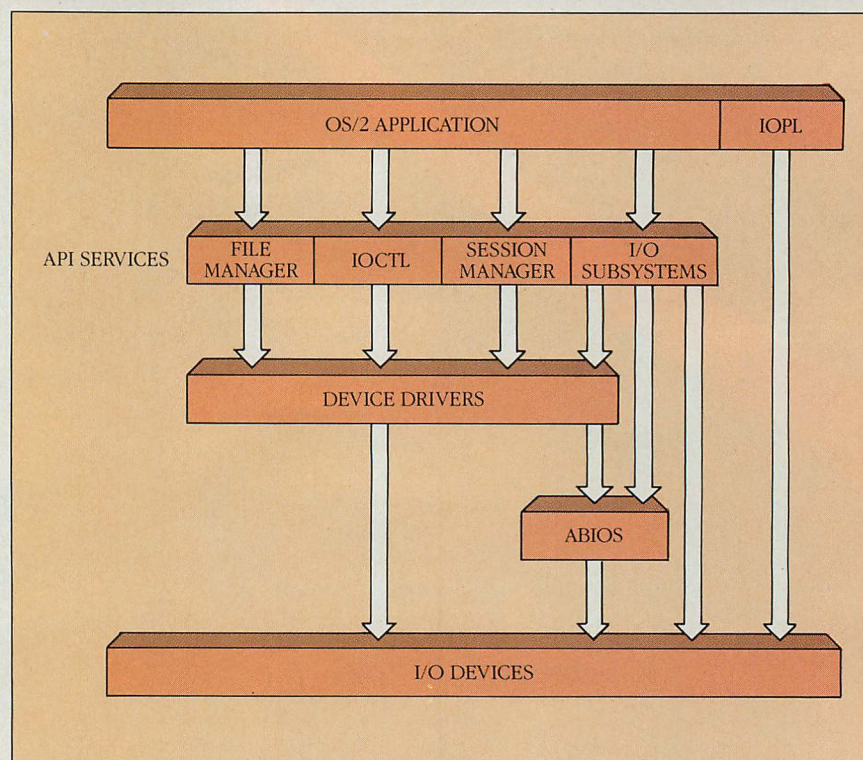 OS/2 APPLICATION
IOPL
API SERVICES
FILE
MANAGER
IOCTL
SESSION
MANAGER
I/O
SUBSYSTEMS
DEVICE DRIVERS
ABIOS
I/O DEVICES